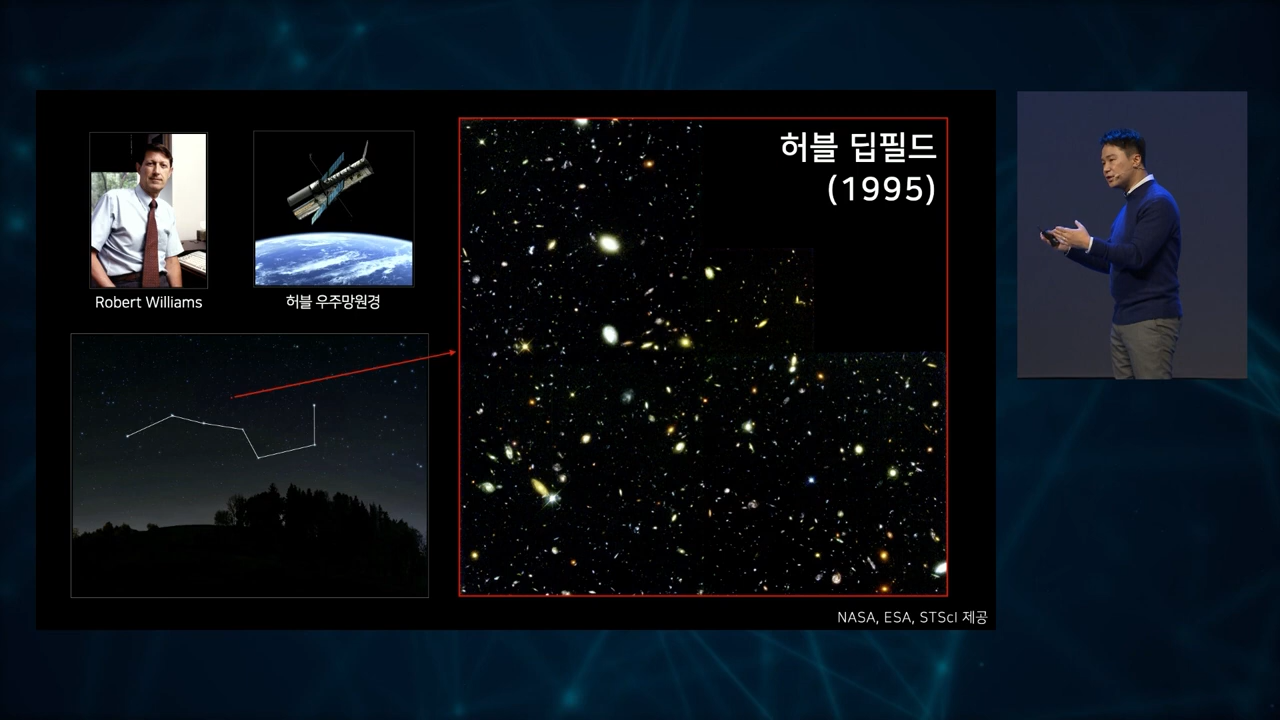 Robert Williams
허블 우주망원경
허블 딥필드
(1995)
NASA, ESA, STScI 제공